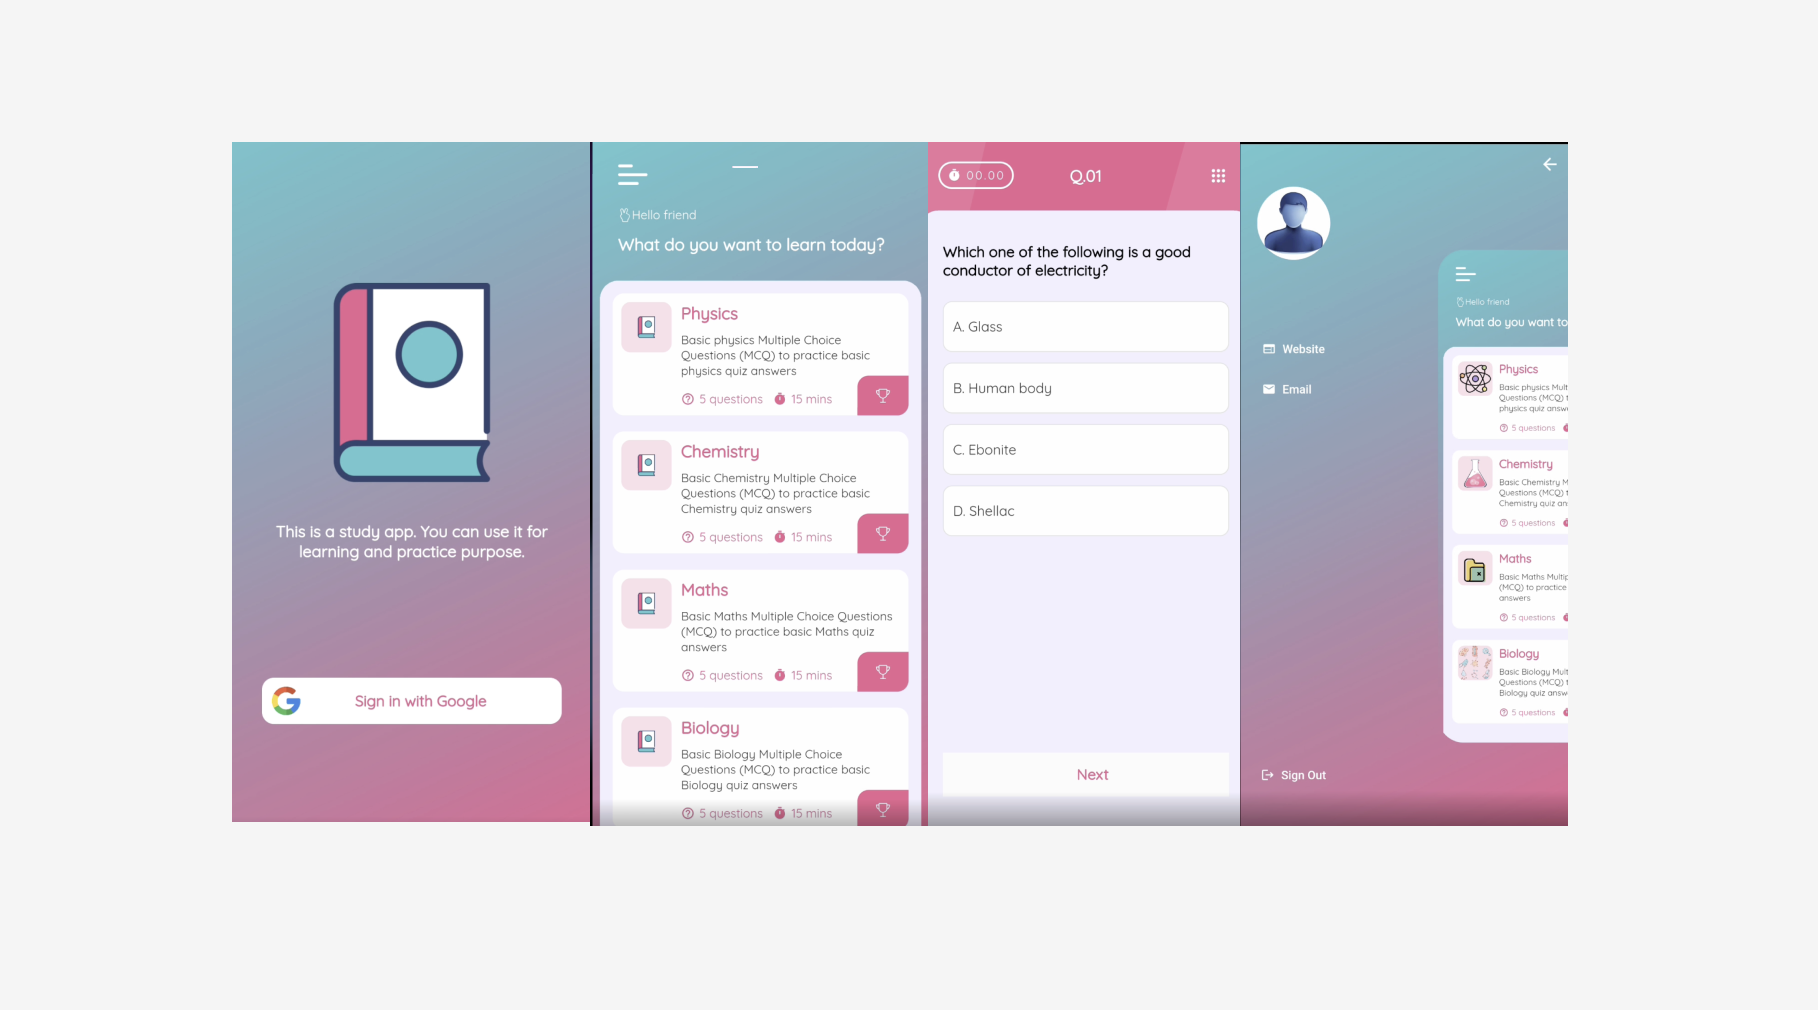 This is a study app. You can use it for
learning and practice purpose.
Sign in with Google
Hello friend
What do you want to learn today?
Physics
Basic physics Multiple Choice
Questions (MCQ) to practice basic
physics quiz answers
5 questions 15 mins
Chemistry
Basic Chemistry Multiple Choice
Questions (MCQ) to practice basic
Chemistry quiz answers
5 questions 15 mins
Maths
Basic Maths Multiple Choice Questions
(MCQ) to practice basic Maths quiz
answers
5 questions 15 mins
Biology
Basic Biology Multiple Choice
Questions (MCQ) to practice basic
Biology quiz answers
5 questions 15 mins
00.00
Q.01
Which one of the following is a good
conductor of electricity?
A. Glass
B. Human body
C. Ebonite
D. Shellac
Next
Website
Email
Sign Out
Hello friend
What do you want to
Physics
Basic physics Mult
Questions (MCQ) t
physics quiz answ
5 questions
Chemistry
Basic Chemistry M
Questions (MCQ) t
Chemistry quiz an
5 questions
Maths
Basic Maths Multip
(MCQ) to practice
answers
5 questions
Biology
Basic Biology Mult
Questions (MCQ) t
Biology quiz answ
5 questions